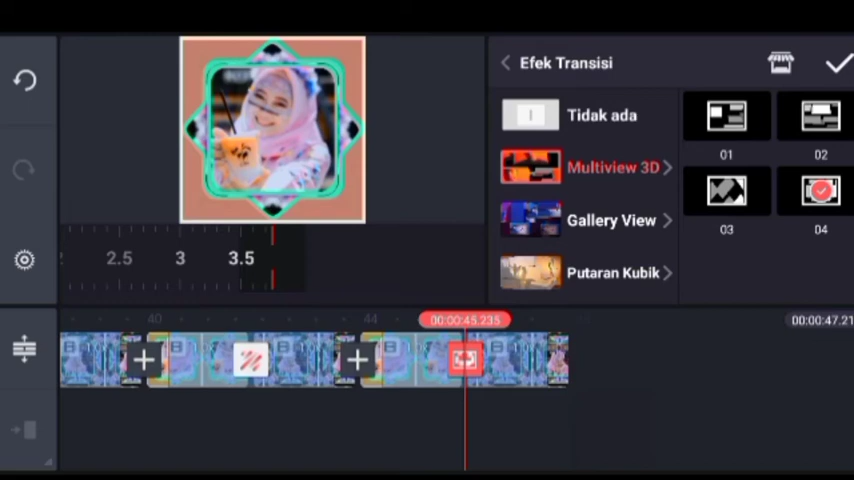 Efek Transisi
Tidak ada
Multiview 3D
Gallery View
Putaran Kubik
01
02
03
04
2.5
3
3.5
40
44
00:00:45.235
00:00:47.21